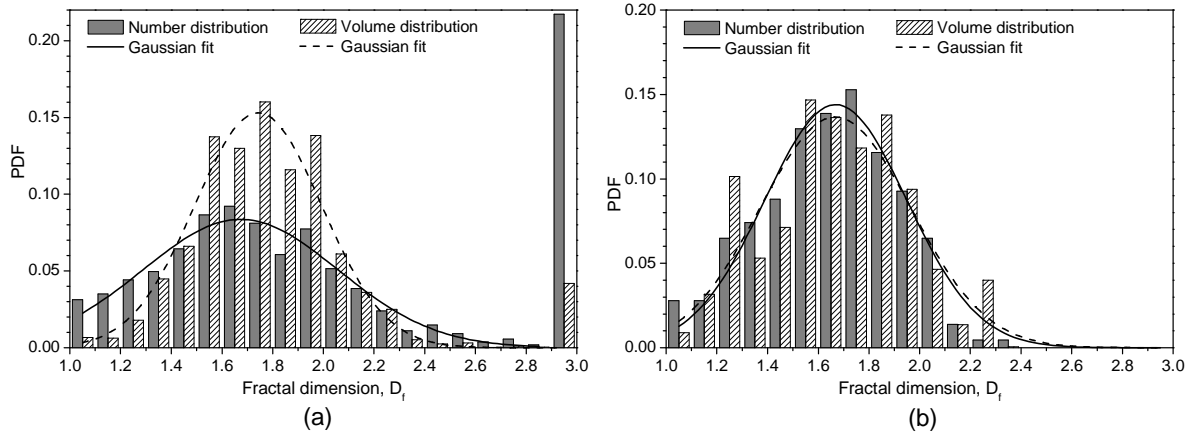 Number distribution Volume distribution
Gaussian fit Gaussian fit
0.20
0.15
0.10
0.05
0.00
PDF
1.0 1.2 1.4 1.6 1.8 2.0 2.2 2.4 2.6 2.8 3.0
Fractal dimension, D_f
(a)
Number distribution Volume distribution
Gaussian fit Gaussian fit
0.20
0.15
0.10
0.05
0.00
PDF
1.0 1.2 1.4 1.6 1.8 2.0 2.2 2.4 2.6 2.8 3.0
Fractal dimension, D_f
(b)